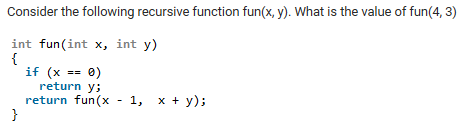 Consider the following recursive function fun(x, y). What is the value of fun(4, 3)
int fun(int x, int y)
{
  if (x == 0)
    return y;
  return fun(x - 1,  x + y);
}